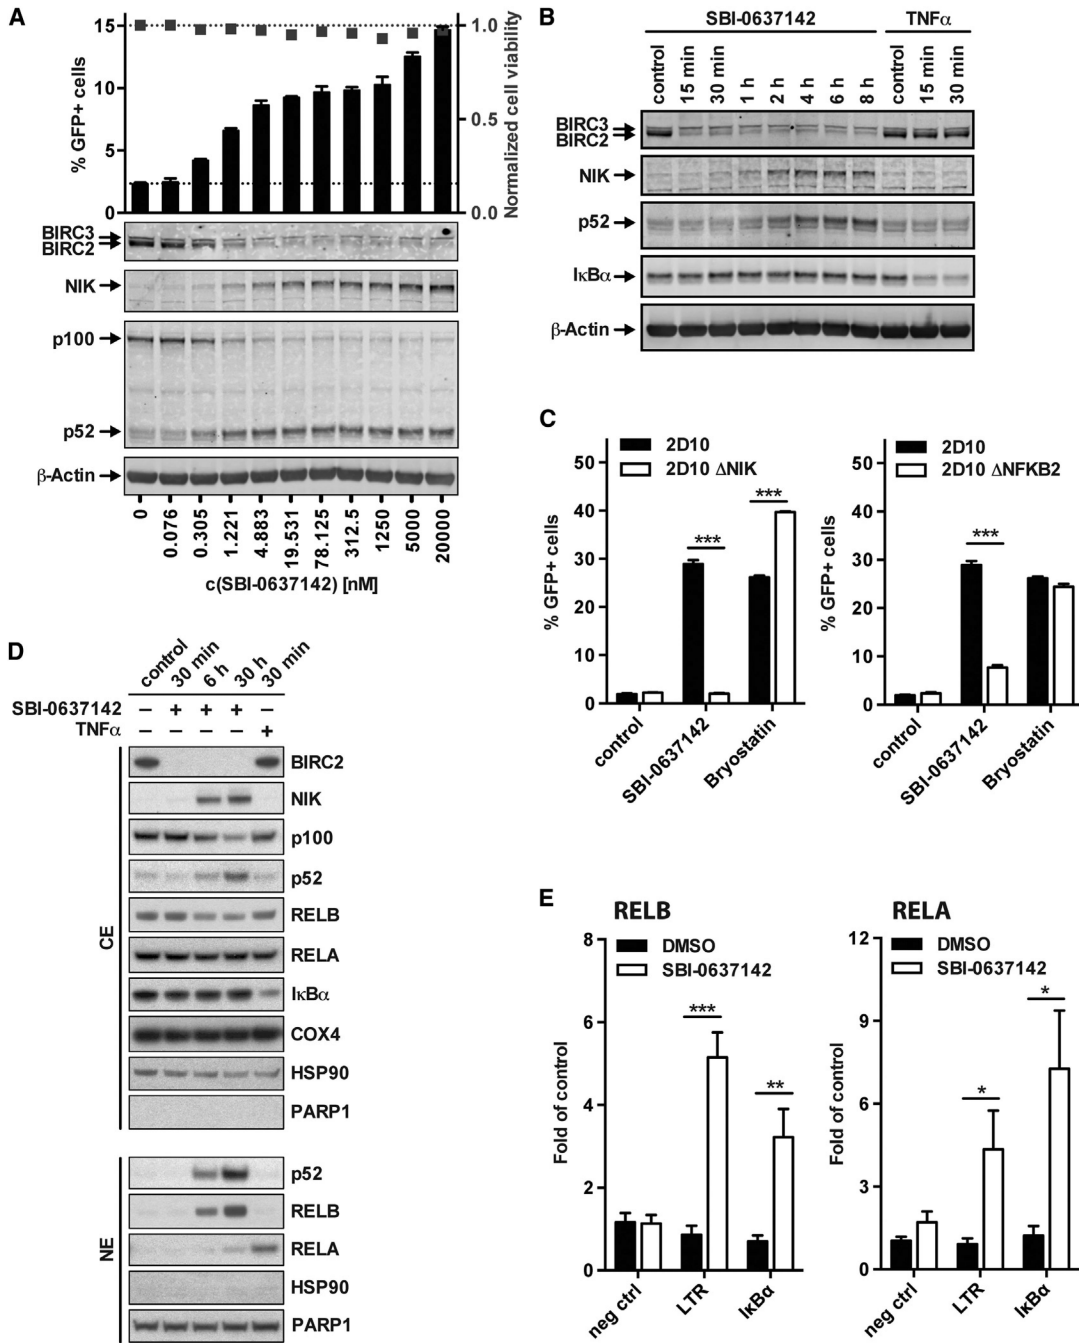 A
% GFP+ cells
15
10
5
0
1.0
0.5
0.0
Normalized cell viability
BIRC3
BIRC2
NIK
p100
p52
β-Actin
0
0.076
0.305
1.221
4.883
19.531
78.125
312.5
1250
5000
20000
c(SBI-0637142) [nM]
B
SBI-0637142
TNFα
control
15 min
30 min
1 h
2 h
4 h
6 h
8 h
control
15 min
30 min
BIRC3
BIRC2
NIK
p52
IκBα
β-Actin
C
2D10
2D10 ΔNIK
% GFP+ cells
50
40
30
20
10
0
***
***
control
SBI-0637142
Bryostatin
2D10
2D10 ΔNFKB2
% GFP+ cells
50
40
30
20
10
0
***
control
SBI-0637142
Bryostatin
D
control
30 min
6 h
30 h
30 min
SBI-0637142 – + + + –
TNFα – – – – +
CE
BIRC2
NIK
p100
p52
RELB
RELA
IκBα
COX4
HSP90
PARP1
NE
p52
RELB
RELA
HSP90
PARP1
E
RELB
DMSO
SBI-0637142
Fold of control
8
6
4
2
0
***
**
neg ctrl
LTR
IκBα
RELA
DMSO
SBI-0637142
Fold of control
12
9
6
3
0
*
*
neg ctrl
LTR
IκBα